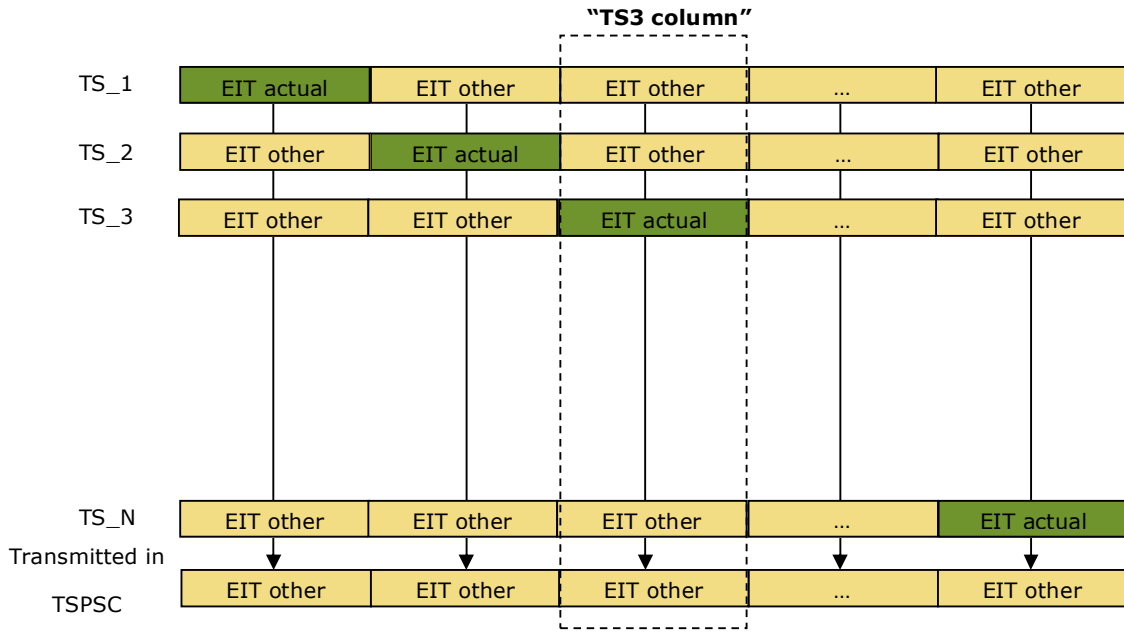 “TS3 column”
TS_1 EIT actual EIT other EIT other ... EIT other
TS_2 EIT other EIT actual EIT other ... EIT other
TS_3 EIT other EIT other EIT actual ... EIT other
TS_N EIT other EIT other EIT other ... EIT actual
Transmitted in
TSPSC EIT other EIT other EIT other ... EIT other